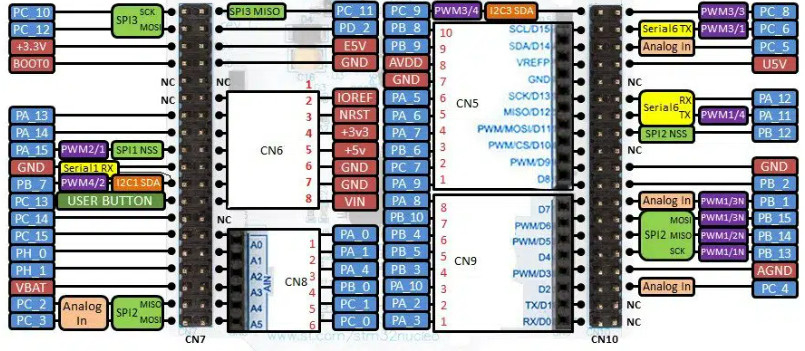 PC_10 SPI3 SCK MOSI SPI3 MISO PC_11 PC_9 PWM3/4 I2C3 SDA PWM3/3 PC_8
PC_12 PD_2 PB_8 10 SCL/D15 Serial6 TX PWM3/1 PC_6
+3.3V E5V PB_9 9 SDA/D14 Analog In PC_5
BOOT0 GND AVDD 8 VREFP U5V
NC NC 1 GND 7 GND NC
NC 2 IOREF PA_5 CN5 6 SCK/D13 Serial6 RX TX PA_12
PA_13 3 NRST PA_6 5 MISO/D12 PWM1/4 PA_11
PA_14 4 +3v3 PA_7 4 PWM/MOSI/D11 SPI2 NSS PB_12
PA_15 PWM2/1 SPI1 NSS CN6 5 +5v PB_6 3 PWM/CS/D10 NC
GND Serial1 RX 6 GND PC_7 2 PWM/D9 GND
PB_7 PWM4/2 I2C1 SDA 7 GND PA_9 1 D8 PB_2
PC_13 USER BUTTON 8 VIN PA_8 8 D7 Analog In PWM1/3N PB_1
PC_14 NC PB_10 7 PWM/D6 SPI2 MOSI PWM1/3N PB_15
PC_15 A0 1 PA_0 PB_4 6 PWM/D5 MISO PWM1/2N PB_14
PH_0 A1 2 PA_1 PB_5 CN9 5 D4 SCK PWM1/1N PB_13
PH_1 A2 AIN CN8 3 PA_4 PB_3 4 PWM/D3 AGND
VBAT A3 4 PB_0 PA_10 3 D2 Analog In PC_4
PC_2 Analog In SPI2 MISO MOSI A4 5 PC_1 PA_2 2 TX/D1 NC
PC_3 A5 6 PC_0 PA_3 1 RX/D0 NC
CN7 www.st.com/stm32nucleo CN10